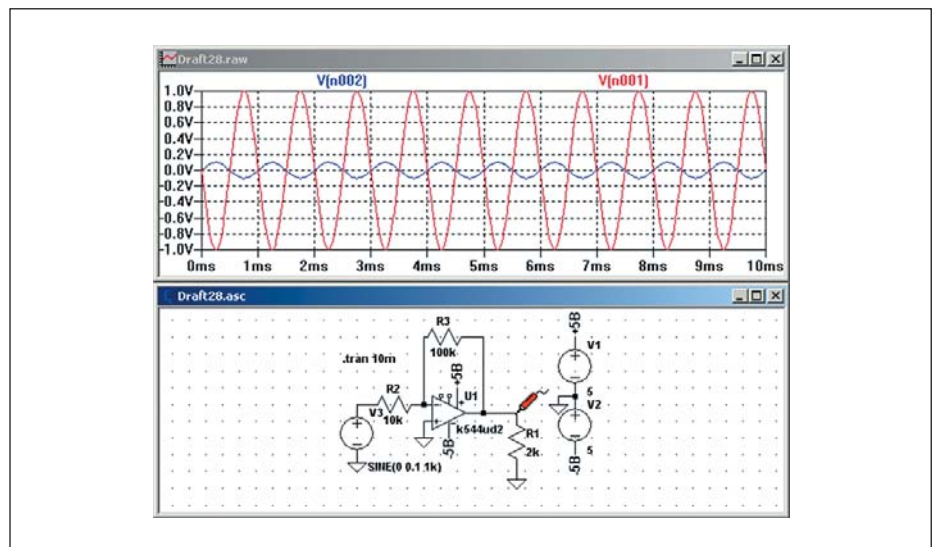 Draft28.raw
V(n002) V(n001)
1.0V
0.8V
0.6V
0.4V
0.2V
0.0V
-0.2V
-0.4V
-0.6V
-0.8V
-1.0V
0ms 1ms 2ms 3ms 4ms 5ms 6ms 7ms 8ms 9ms 10ms
Draft28.asc
R3
100k
.tran 10m
+5B
U1
k544ud2
-5B
R2
10k
V3
SINE(0 0.1 1k)
R1
2k
+5B
V1
5
V2
5
-5B